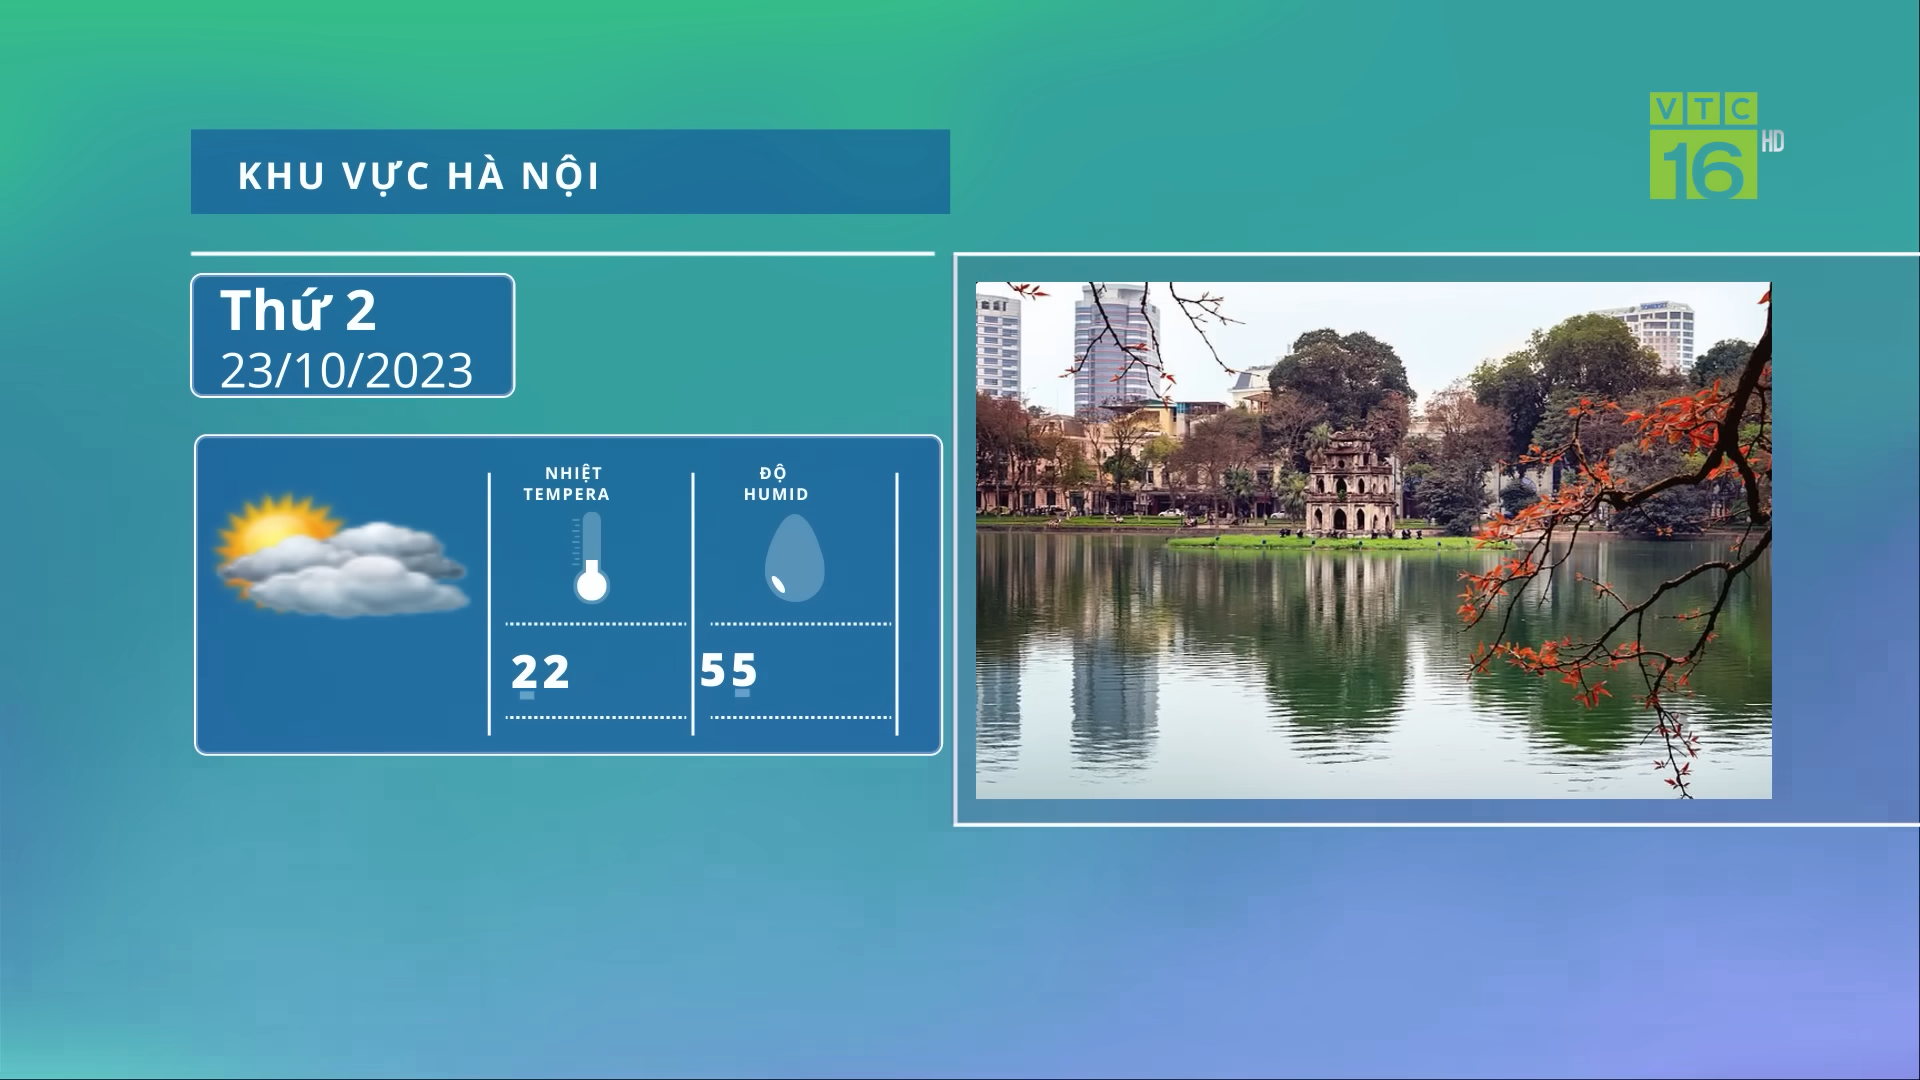 VTC
16
HD
KHU VỰC HÀ NỘI
Thứ 2
23/10/2023
NHIỆT
TEMPERA
ĐỘ
HUMID
22
55